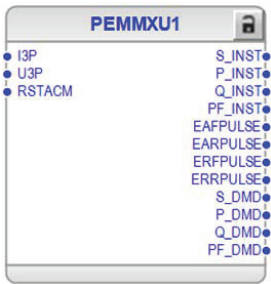 PEMMXU1
I3P
U3P
RSTACM
S_INST
P_INST
Q_INST
PF_INST
EAFPULSE
EARPULSE
ERFPULSE
ERRPULSE
S_DMD
P_DMD
Q_DMD
PF_DMD